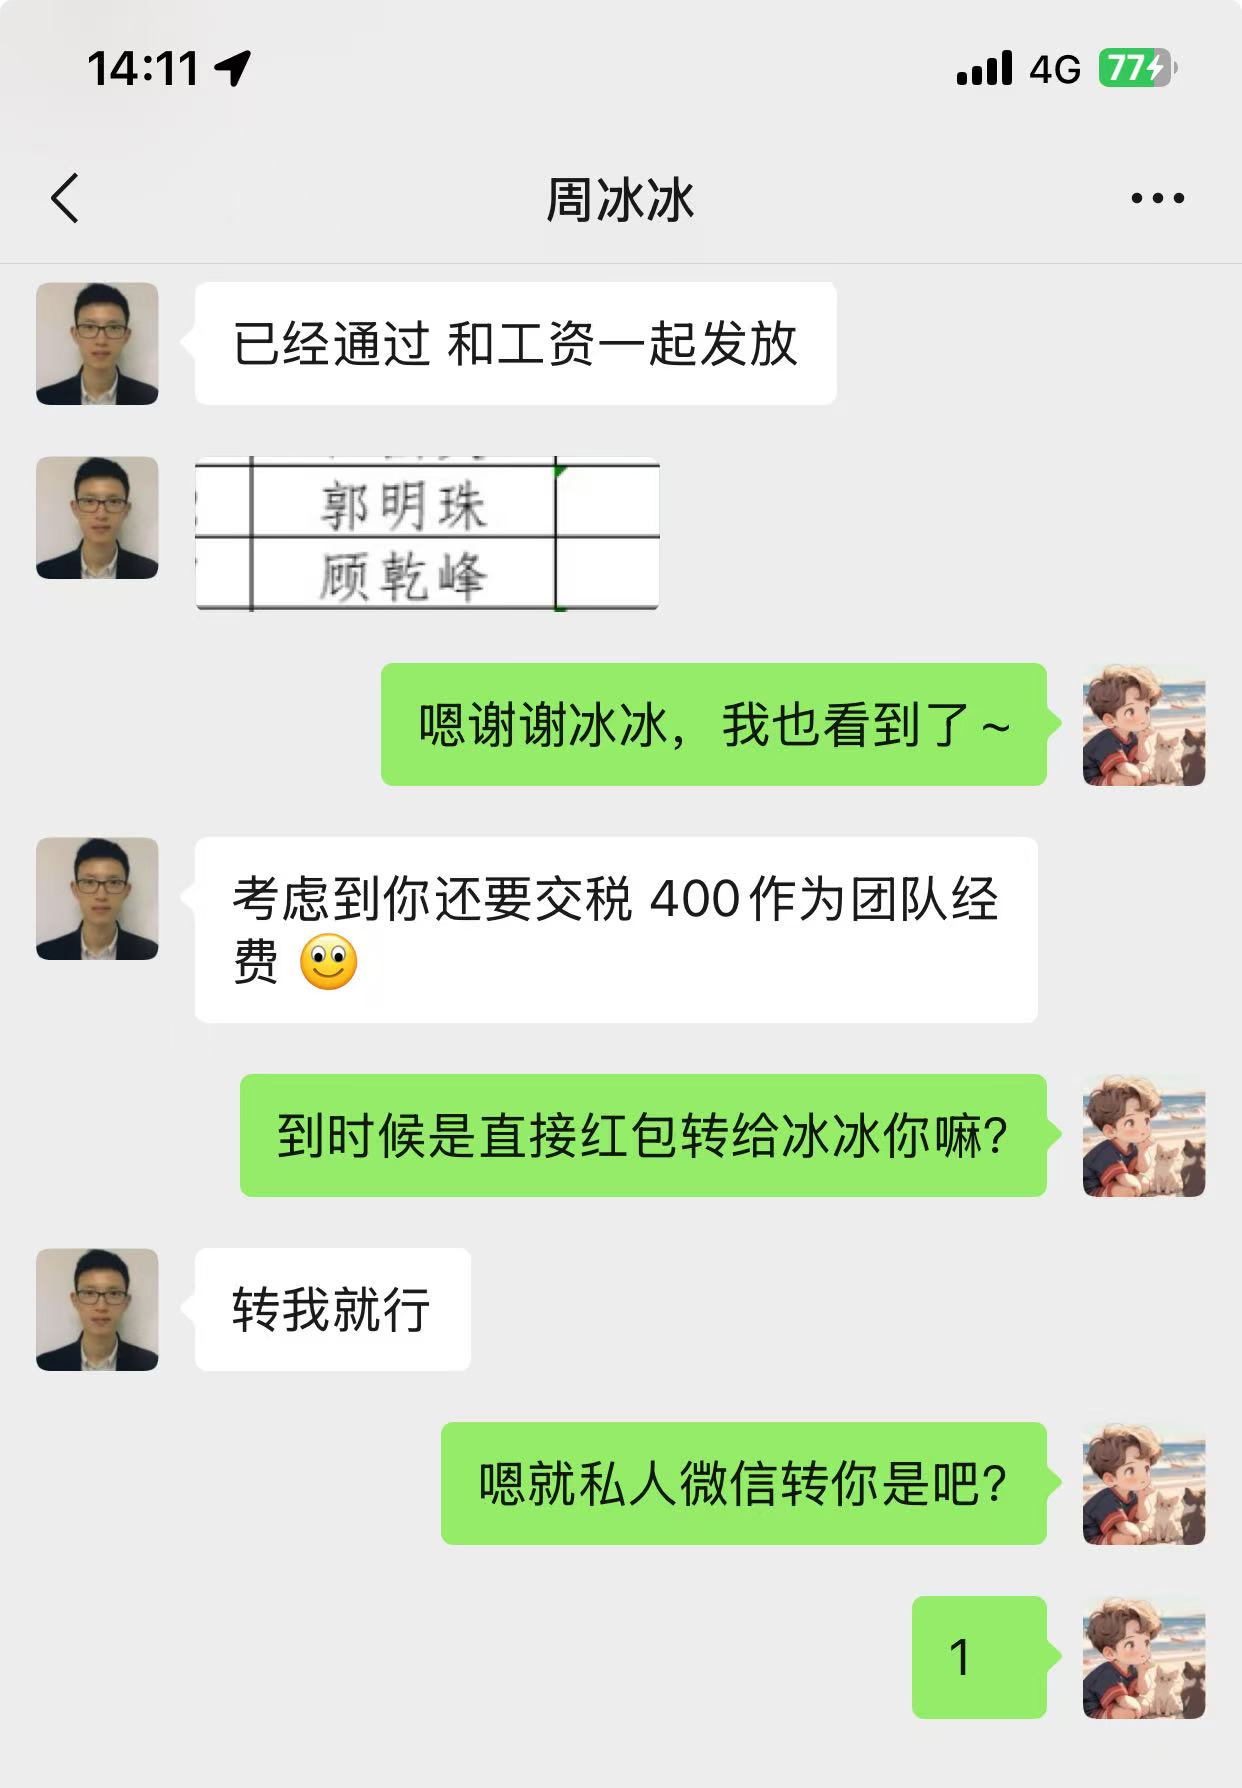 14:11
4G
77
周冰冰
已经通过 和工资一起发放
郭明珠
顾乾峰
嗯谢谢冰冰，我也看到了~
考虑到你还要交税 400作为团队经
费
到时候是直接红包转给冰冰你嘛?
转我就行
嗯就私人微信转你是吧?
1